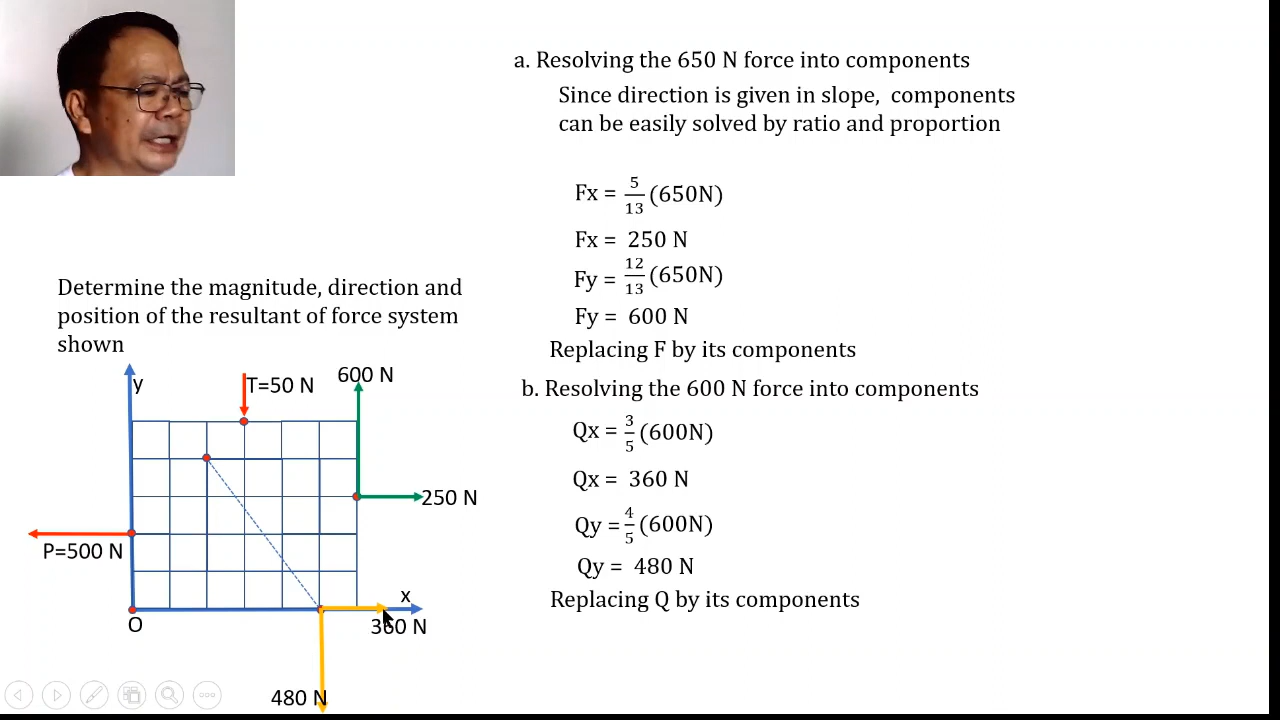 a. Resolving the 650 N force into components
Since direction is given in slope, components
can be easily solved by ratio and proportion
Fx = 5/13 (650N)
Fx = 250 N
Fy = 12/13 (650N)
Fy = 600 N
Replacing F by its components
b. Resolving the 600 N force into components
Qx = 3/5 (600N)
Qx = 360 N
Qy = 4/5 (600N)
Qy = 480 N
Replacing Q by its components
Determine the magnitude, direction and
position of the resultant of force system
shown
y
T=50 N
600 N
250 N
P=500 N
x
O
360 N
480 N